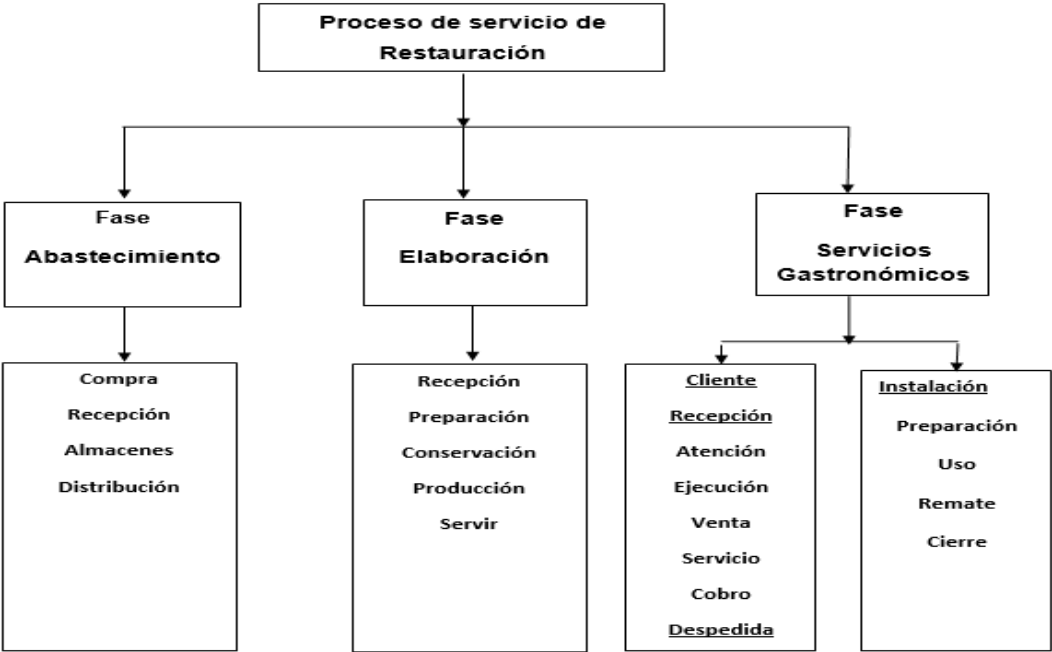 Proceso de servicio de
Restauración
Fase
Abastecimiento
Fase
Elaboración
Fase
Servicios
Gastronómicos
Compra
Recepción
Almacenes
Distribución
Recepción
Preparación
Conservación
Producción
Servir
Cliente
Recepción
Atención
Ejecución
Venta
Servicio
Cobro
Despedida
Instalación
Preparación
Uso
Remate
Cierre